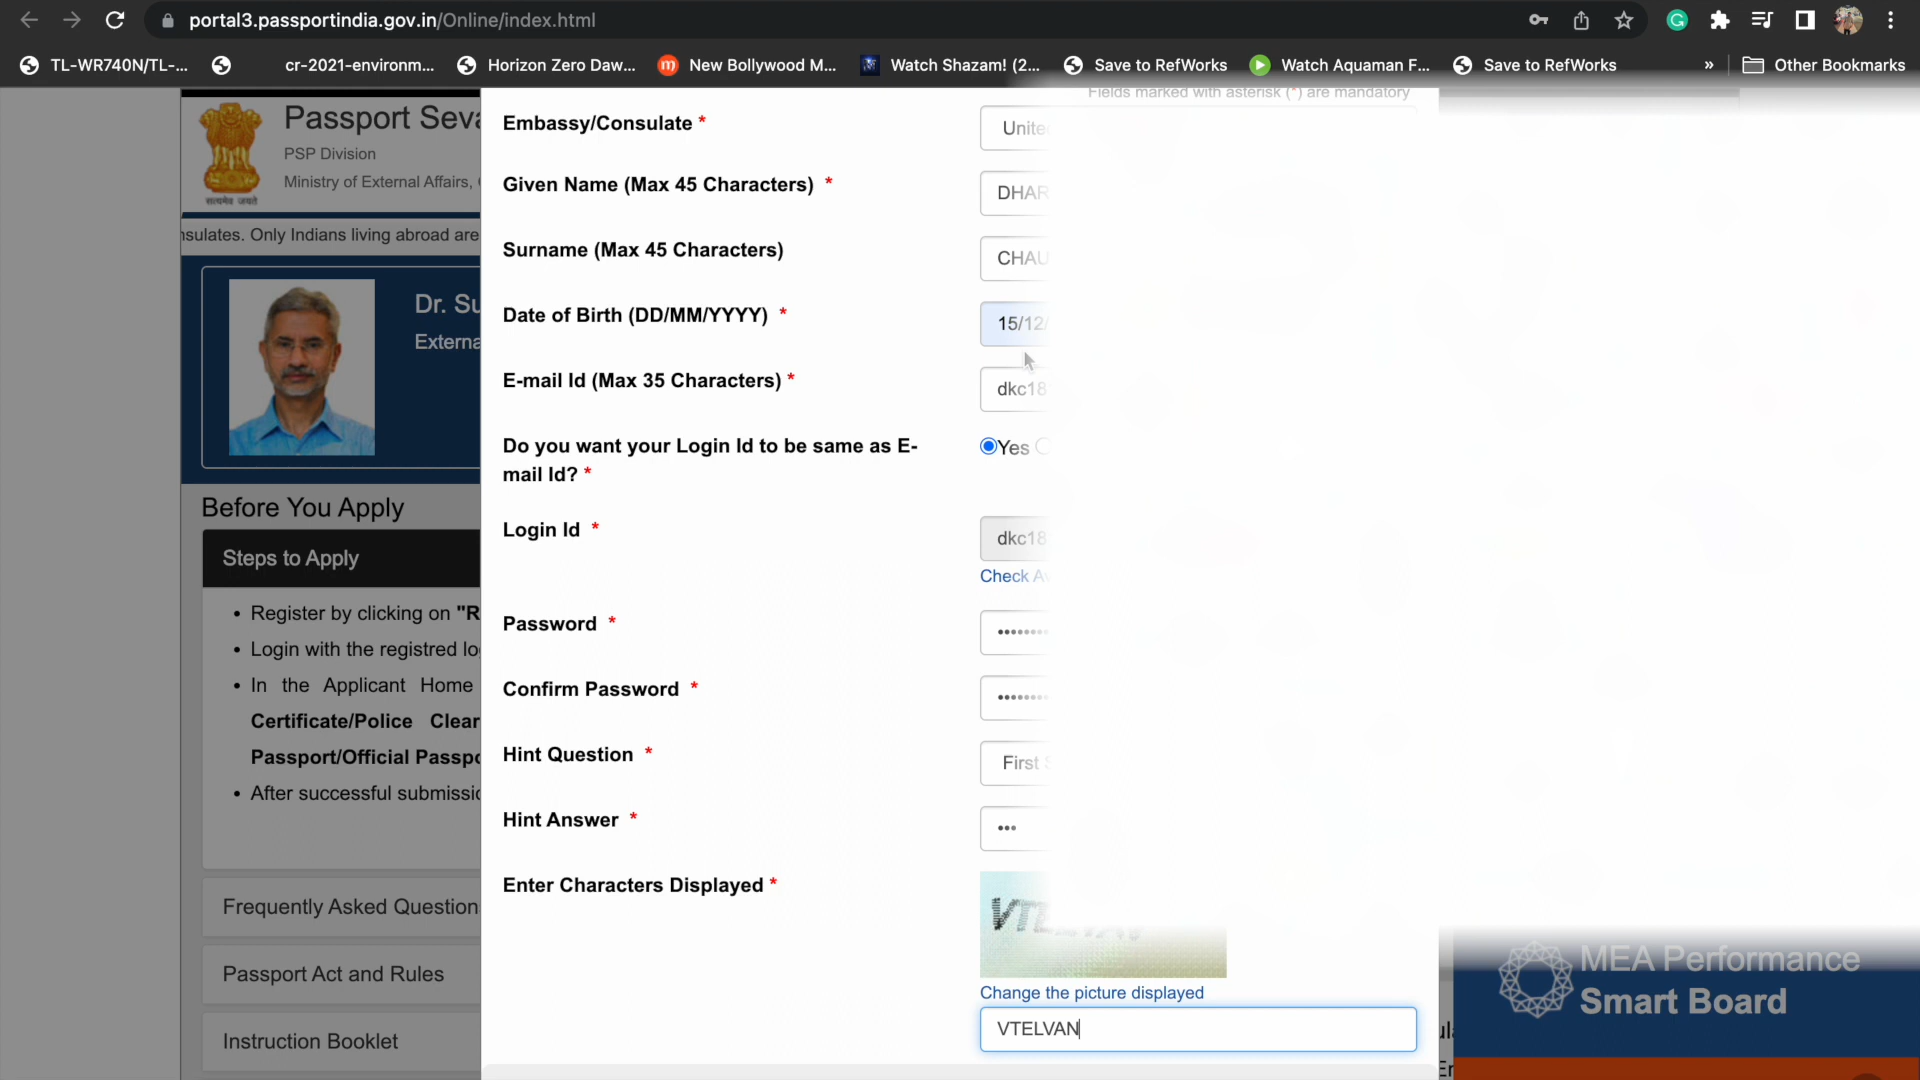 portal3.passportindia.gov.in/Online/index.html
TL-WR740N/TL-...
cr-2021-environm...
Horizon Zero Daw...
New Bollywood M...
Watch Shazam! (2...
Save to RefWorks
Watch Aquaman F...
Save to RefWorks
»
Other Bookmarks
Fields marked with asterisk (*) are mandatory
Passport Seva
PSP Division
Ministry of External Affairs,
सत्यमेव जयते
nsulates. Only Indians living abroad are
Dr. Su
Externa
Before You Apply
Steps to Apply
• Register by clicking on "R
• Login with the registred lo
• In the Applicant Home
Certificate/Police Clear
Passport/Official Passpo
• After successful submissio
Frequently Asked Question
Passport Act and Rules
Instruction Booklet
Embassy/Consulate *
Unite
Given Name (Max 45 Characters) *
DHAR
Surname (Max 45 Characters)
CHAU
Date of Birth (DD/MM/YYYY) *
15/12/
E-mail Id (Max 35 Characters) *
dkc18
Do you want your Login Id to be same as E-
mail Id? *
Yes
Login Id *
dkc18
Check Av
Password *
••••••••
Confirm Password *
••••••••
Hint Question *
First S
Hint Answer *
•••
Enter Characters Displayed *
Change the picture displayed
VTELVAN
MEA Performance
Smart Board